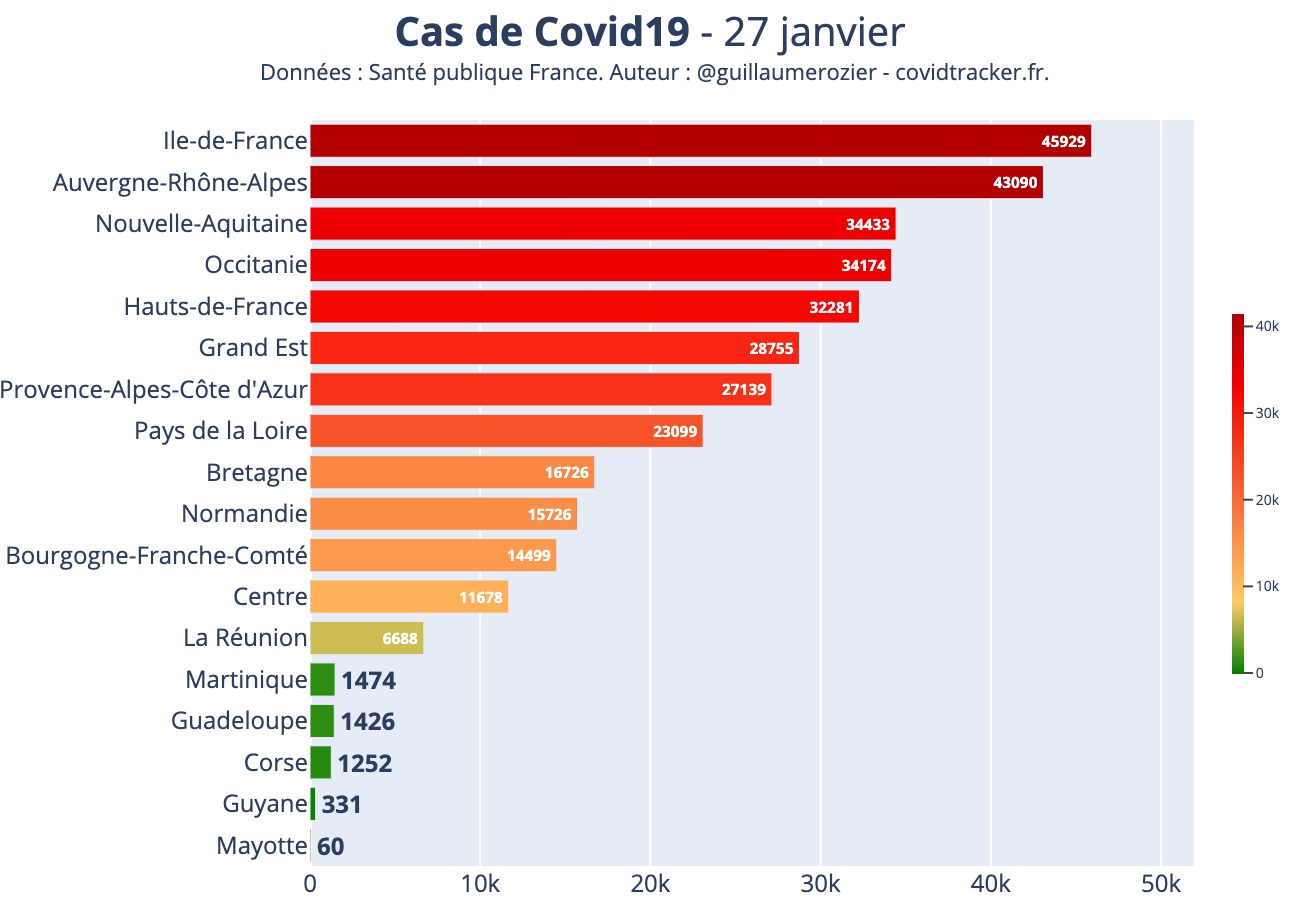 Cas de Covid19 - 27 janvier
Données : Santé publique France. Auteur : @guillaumerozier - covidtracker.fr.
Ile-de-France 45929
Auvergne-Rhône-Alpes 43090
Nouvelle-Aquitaine 34433
Occitanie 34174
Hauts-de-France 32281
Grand Est 28755
Provence-Alpes-Côte d'Azur 27139
Pays de la Loire 23099
Bretagne 16726
Normandie 15726
Bourgogne-Franche-Comté 14499
Centre 11678
La Réunion 6688
Martinique 1474
Guadeloupe 1426
Corse 1252
Guyane 331
Mayotte 60
0 10k 20k 30k 40k 50k
40k
30k
20k
10k
0